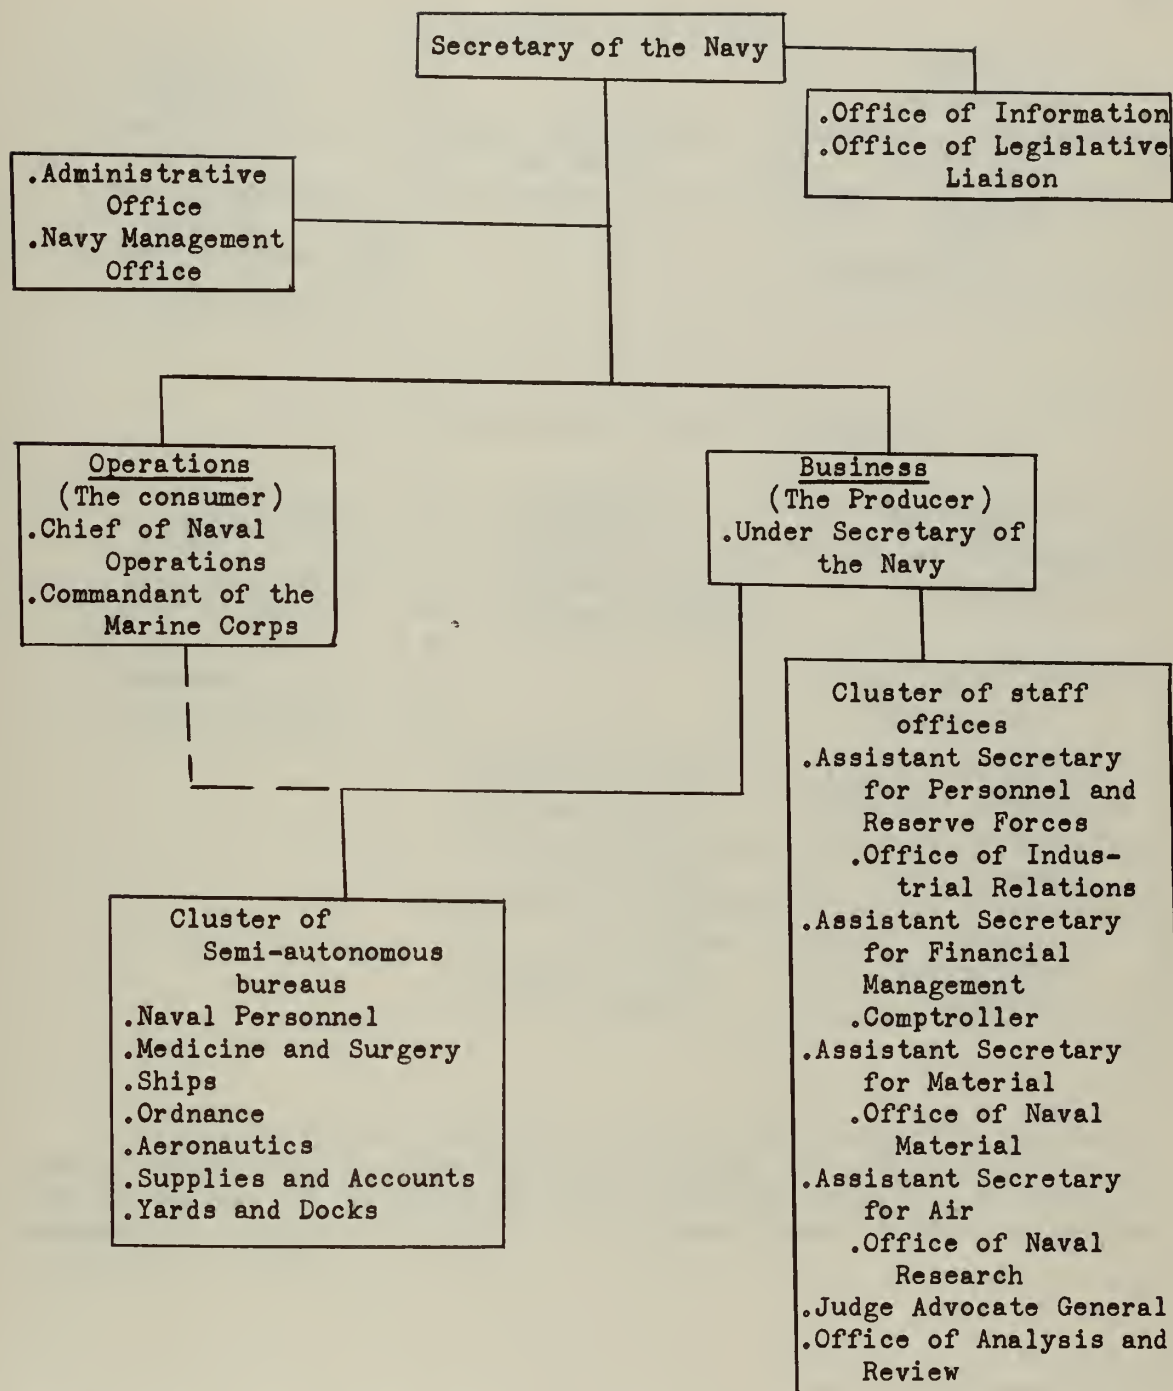 Secretary of the Navy
.Office of Information
.Office of Legislative
Liaison
.Administrative
Office
.Navy Management
Office
Operations
(The consumer)
.Chief of Naval
Operations
.Commandant of the
Marine Corps
Business
(The Producer)
.Under Secretary of
the Navy
Cluster of staff
offices
.Assistant Secretary
for Personnel and
Reserve Forces
.Office of Indus-
trial Relations
.Assistant Secretary
for Financial
Management
.Comptroller
.Assistant Secretary
for Material
.Office of Naval
Material
.Assistant Secretary
for Air
.Office of Naval
Research
.Judge Advocate General
.Office of Analysis and
Review
Cluster of
Semi-autonomous
bureaus
.Naval Personnel
.Medicine and Surgery
.Ships
.Ordnance
.Aeronautics
.Supplies and Accounts
.Yards and Docks